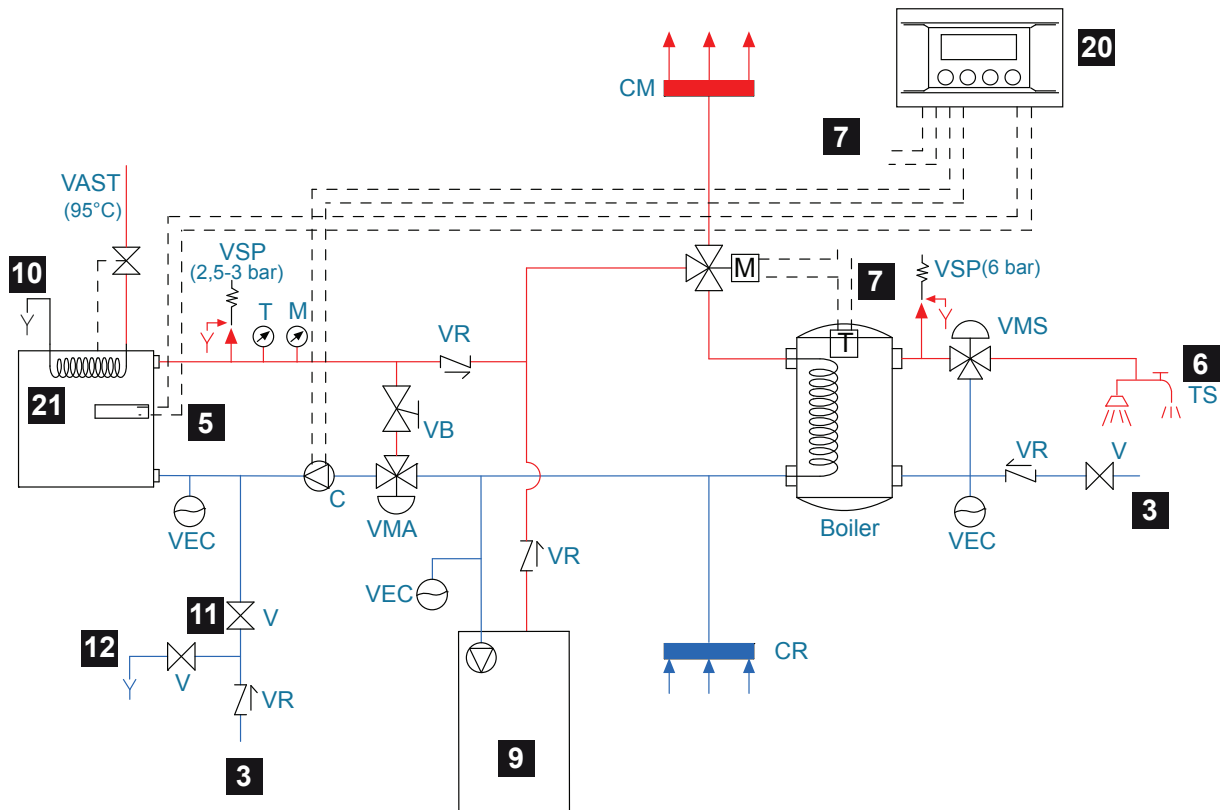 20
CM
7
VAST
(95°C)
VSP
(2,5-3 bar)
10
T
M
VR
M
7
VSP(6 bar)
VMS
T
6
TS
21
5
VB
VR
V
C
VMA
Boiler
3
VEC
VEC
VR
VEC
11
V
12
V
VR
CR
3
9